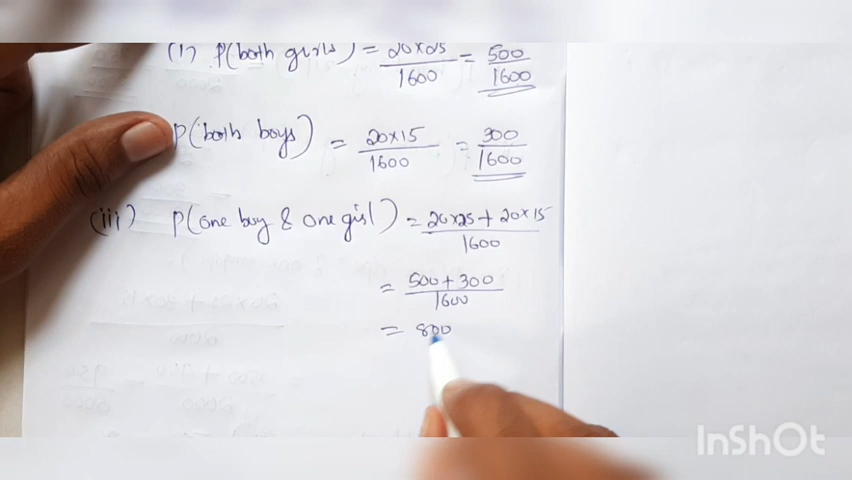 (i) P(both girls) = 20×25/1600 = 500/1600
P(both boys) = 20×15/1600 = 300/1600
(iii) P(one boy & one girl) = 20×25 + 20×15/1600
= 500 + 300/1600
= 800
InShOt